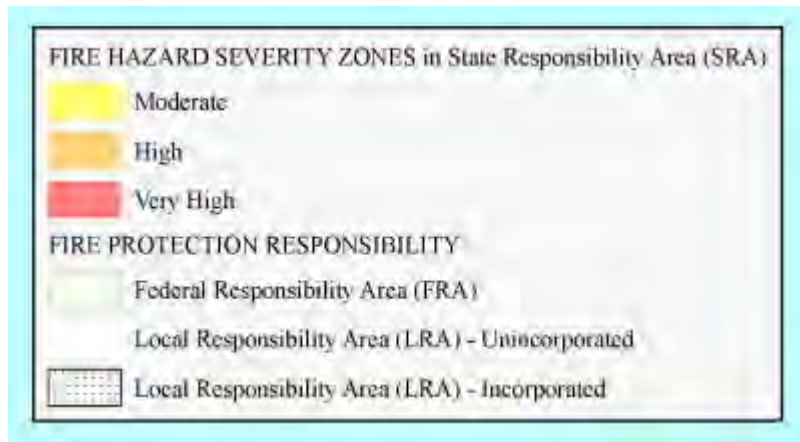 FIRE HAZARD SEVERITY ZONES in State Responsibility Area (SRA)
Moderate
High
Very High
FIRE PROTECTION RESPONSIBILITY
Federal Responsibility Area (FRA)
Local Responsibility Area (LRA) - Unincorporated
Local Responsibility Area (LRA) - Incorporated